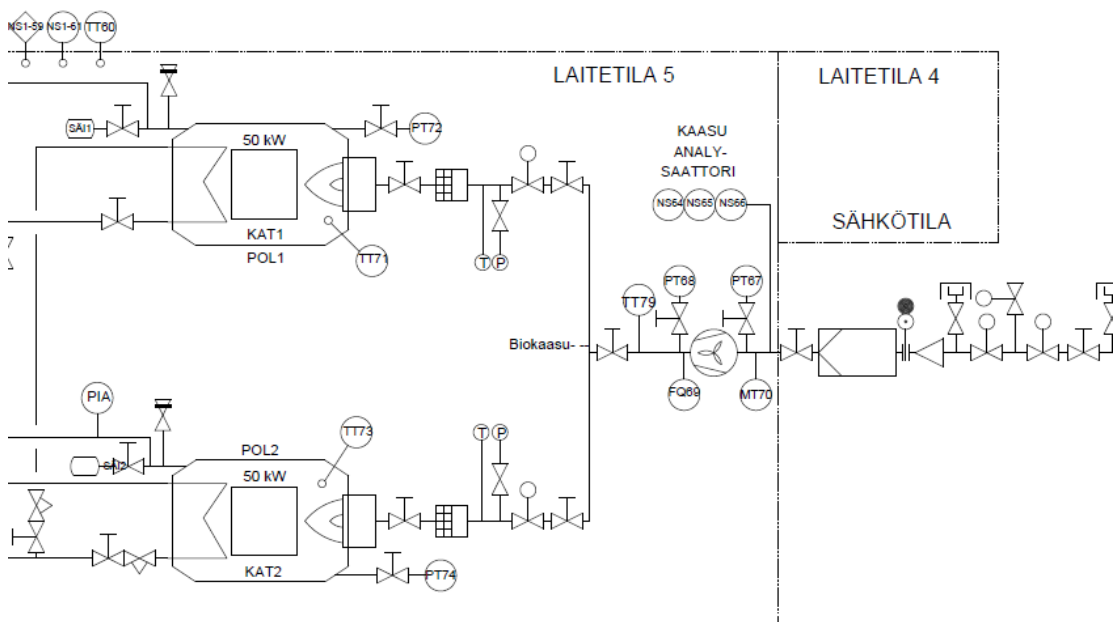 NS1-59 NS1-61 TT60
LAITETILA 5
LAITETILA 4
SÄI1
50 kW
PT72
KAASU
ANALY-
SAATTORI
NS64 NS65 NS66
SÄHKÖTILA
KAT1
POL1
TT71
T P
PT68
PT67
TT79
Biokaasu-
FQ69
MT70
PIA
POL2
TT73
T P
SÄI2
50 kW
KAT2
PT74